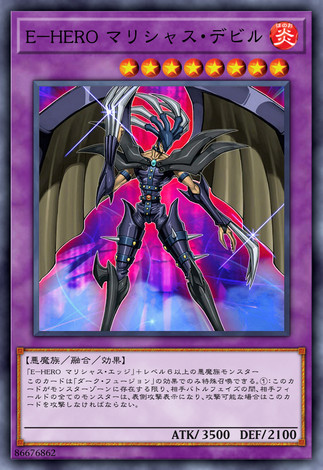 E-HERO マリシャス・デビル
炎
【悪魔族／融合／効果】
「E-HERO マリシャス・エッジ」＋レベル６以上の悪魔族モンスター
このカードは「ダーク・フュージョン」の効果でのみ特殊召喚できる。①：このカ
ードがモンスターゾーンに存在する限り、相手バトルフェイズの間、相手フィ
ールドの全てのモンスターは、表側攻撃表示になり、攻撃可能な場合はこのカー
ドを攻撃しなければならない。
ATK/3500 DEF/2100
86676862